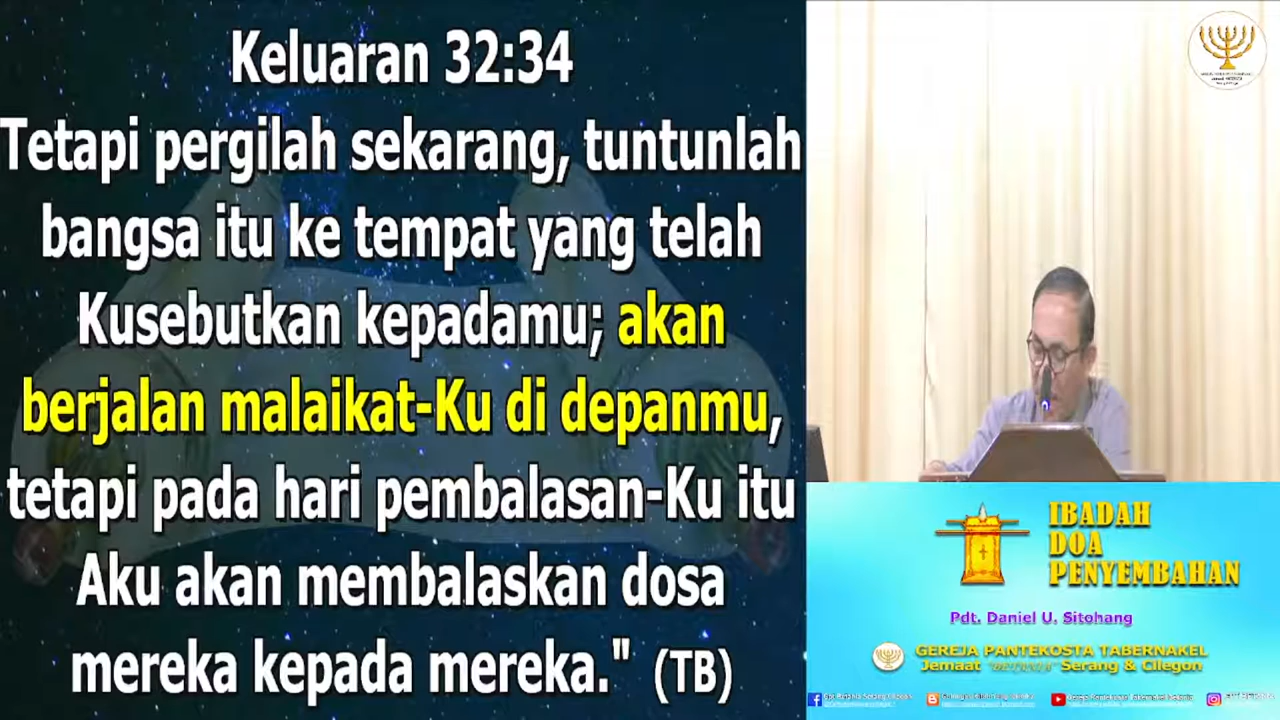 Keluaran 32:34
Tetapi pergilah sekarang, tuntunlah
bangsa itu ke tempat yang telah
Kusebutkan kepadamu; akan
berjalan malaikat-Ku di depanmu,
tetapi pada hari pembalasan-Ku itu
Aku akan membalaskan dosa
mereka kepada mereka." (TB)
IBADAH
DOA
PENYEMBAHAN
Pdt. Daniel U. Sitohang
GEREJA PANTEKOSTA TABERNAKEL
Jemaat "BETANIA" Serang & Cilegon